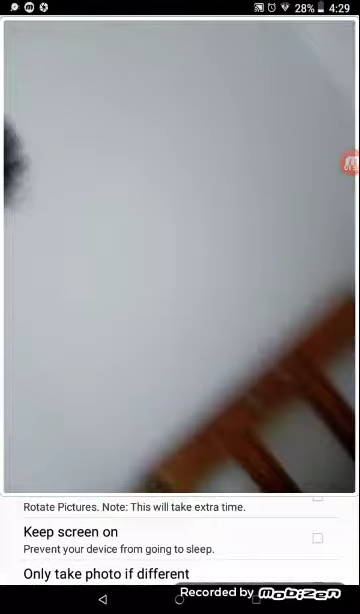 28% 4:29
Rotate Pictures. Note: This will take extra time.
Keep screen on
Prevent your device from going to sleep.
Only take photo if different
Recorded by mobizen